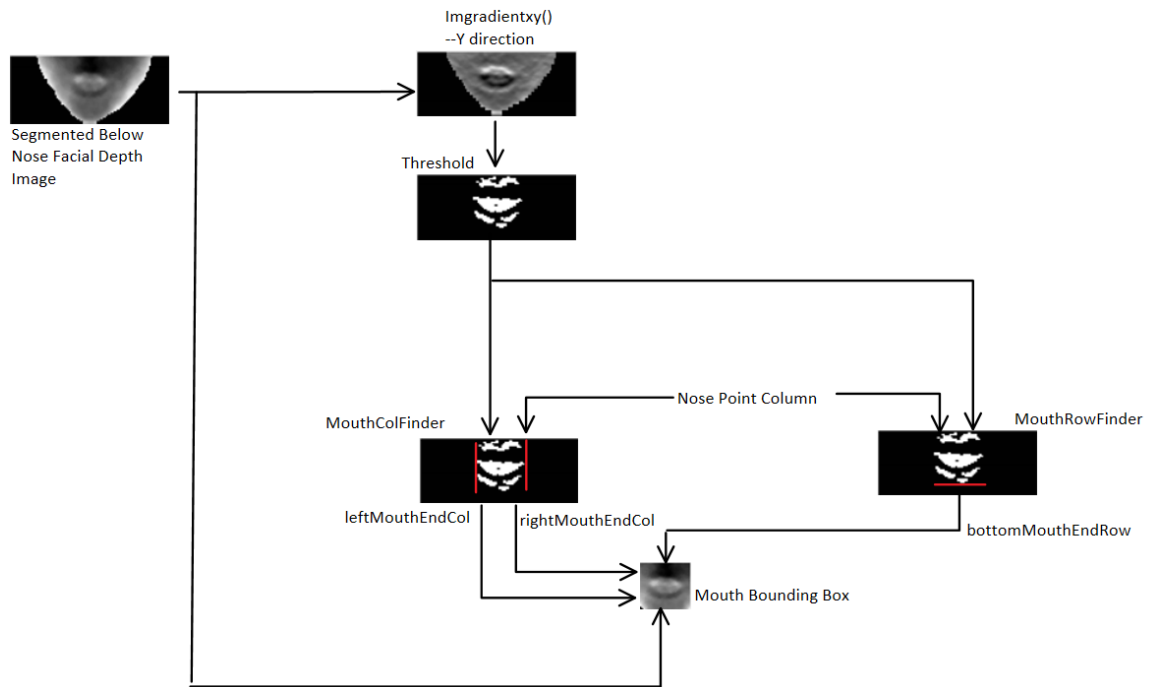 Imgradientxy()
--Y direction
Segmented Below
Nose Facial Depth
Image
Threshold
Nose Point Column
MouthColFinder
MouthRowFinder
leftMouthEndCol
rightMouthEndCol
bottomMouthEndRow
Mouth Bounding Box